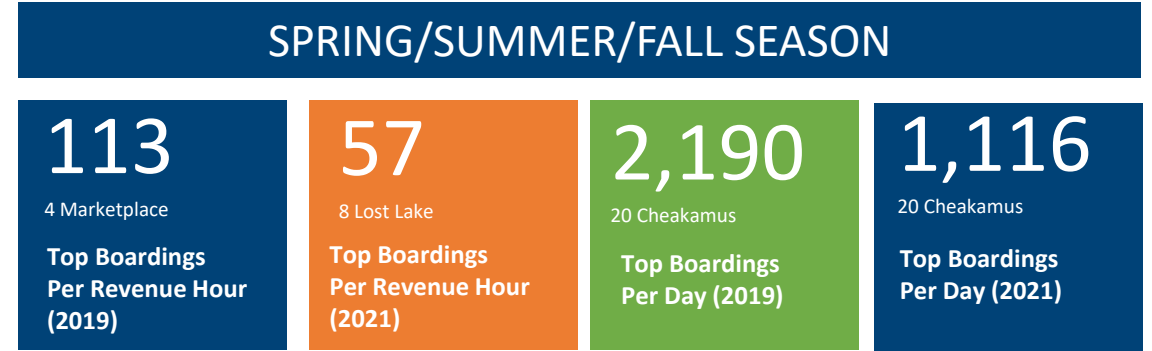 SPRING/SUMMER/FALL SEASON
113
4 Marketplace
Top Boardings
Per Revenue Hour
(2019)
57
8 Lost Lake
Top Boardings
Per Revenue Hour
(2021)
2,190
20 Cheakamus
Top Boardings
Per Day (2019)
1,116
20 Cheakamus
Top Boardings
Per Day (2021)